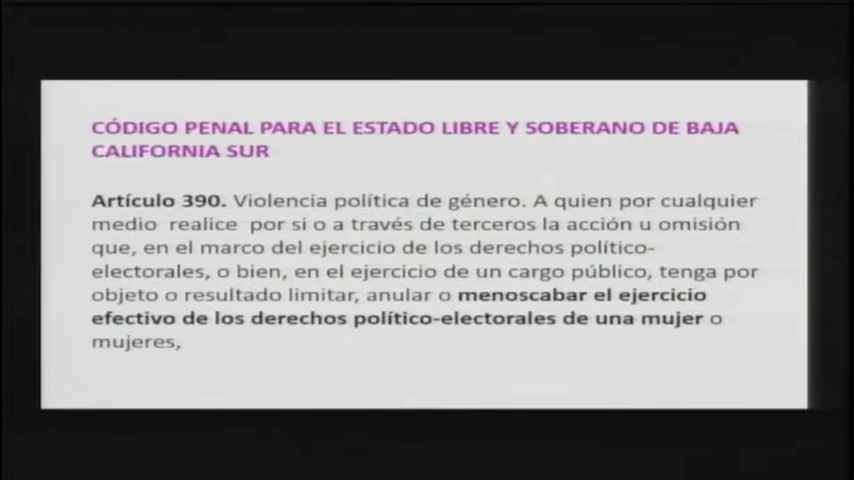 CÓDIGO PENAL PARA EL ESTADO LIBRE Y SOBERANO DE BAJA
CALIFORNIA SUR
Artículo 390. Violencia política de género. A quien por cualquier
medio realice por si o a través de terceros la acción u omisión
que, en el marco del ejercicio de los derechos político-
electorales, o bien, en el ejercicio de un cargo público, tenga por
objeto o resultado limitar, anular o menoscabar el ejercicio
efectivo de los derechos político-electorales de una mujer o
mujeres,